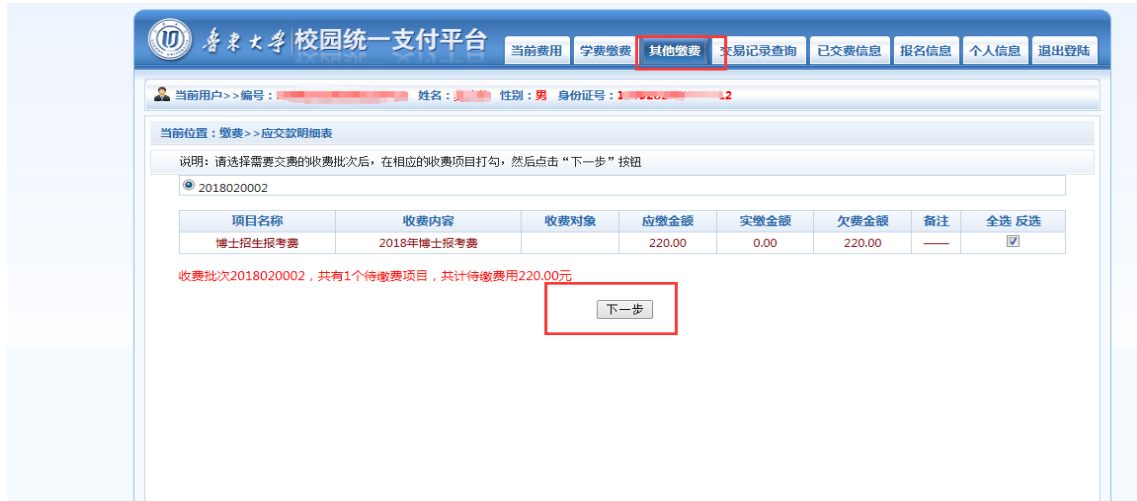 鲁东大学 校园统一支付平台
当前费用 学费缴费 其他缴费 交易记录查询 已交费信息 报名信息 个人信息 退出登陆
当前用户>>编号： 姓名： 性别：男 身份证号：
当前位置：缴费>>应交款明细表
说明：请选择需要交费的收费批次后，在相应的收费项目打勾，然后点击“下一步”按钮
2018020002
项目名称 收费内容 收费对象 应缴金额 实缴金额 欠费金额 备注 全选 反选
博士招生报考费 2018年博士报考费 220.00 0.00 220.00 ——
收费批次2018020002，共有1个待缴费项目，共计待缴费用220.00元
下一步